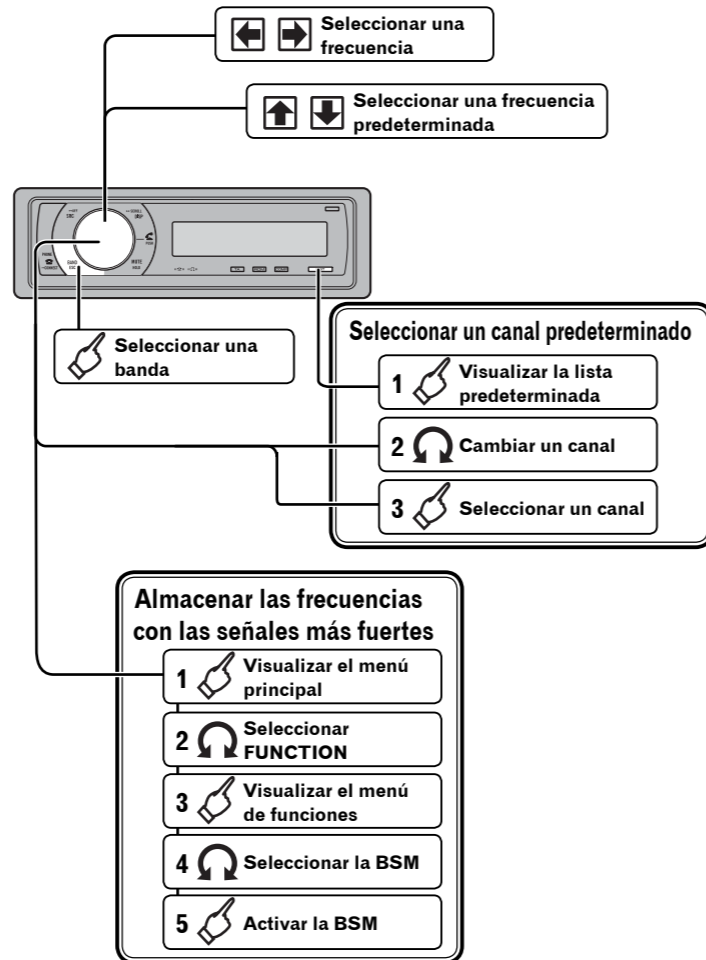 Seleccionar una
frecuencia
Seleccionar una frecuencia
predeterminada
DISP
MUTE
BAND
Seleccionar una
banda
Seleccionar un canal predeterminado
1 Visualizar la lista
predeterminada
2 Cambiar un canal
3 Seleccionar un canal
Almacenar las frecuencias
con las señales más fuertes
1 Visualizar el menú
principal
2 Seleccionar
FUNCTION
3 Visualizar el menú
de funciones
4 Seleccionar la BSM
5 Activar la BSM